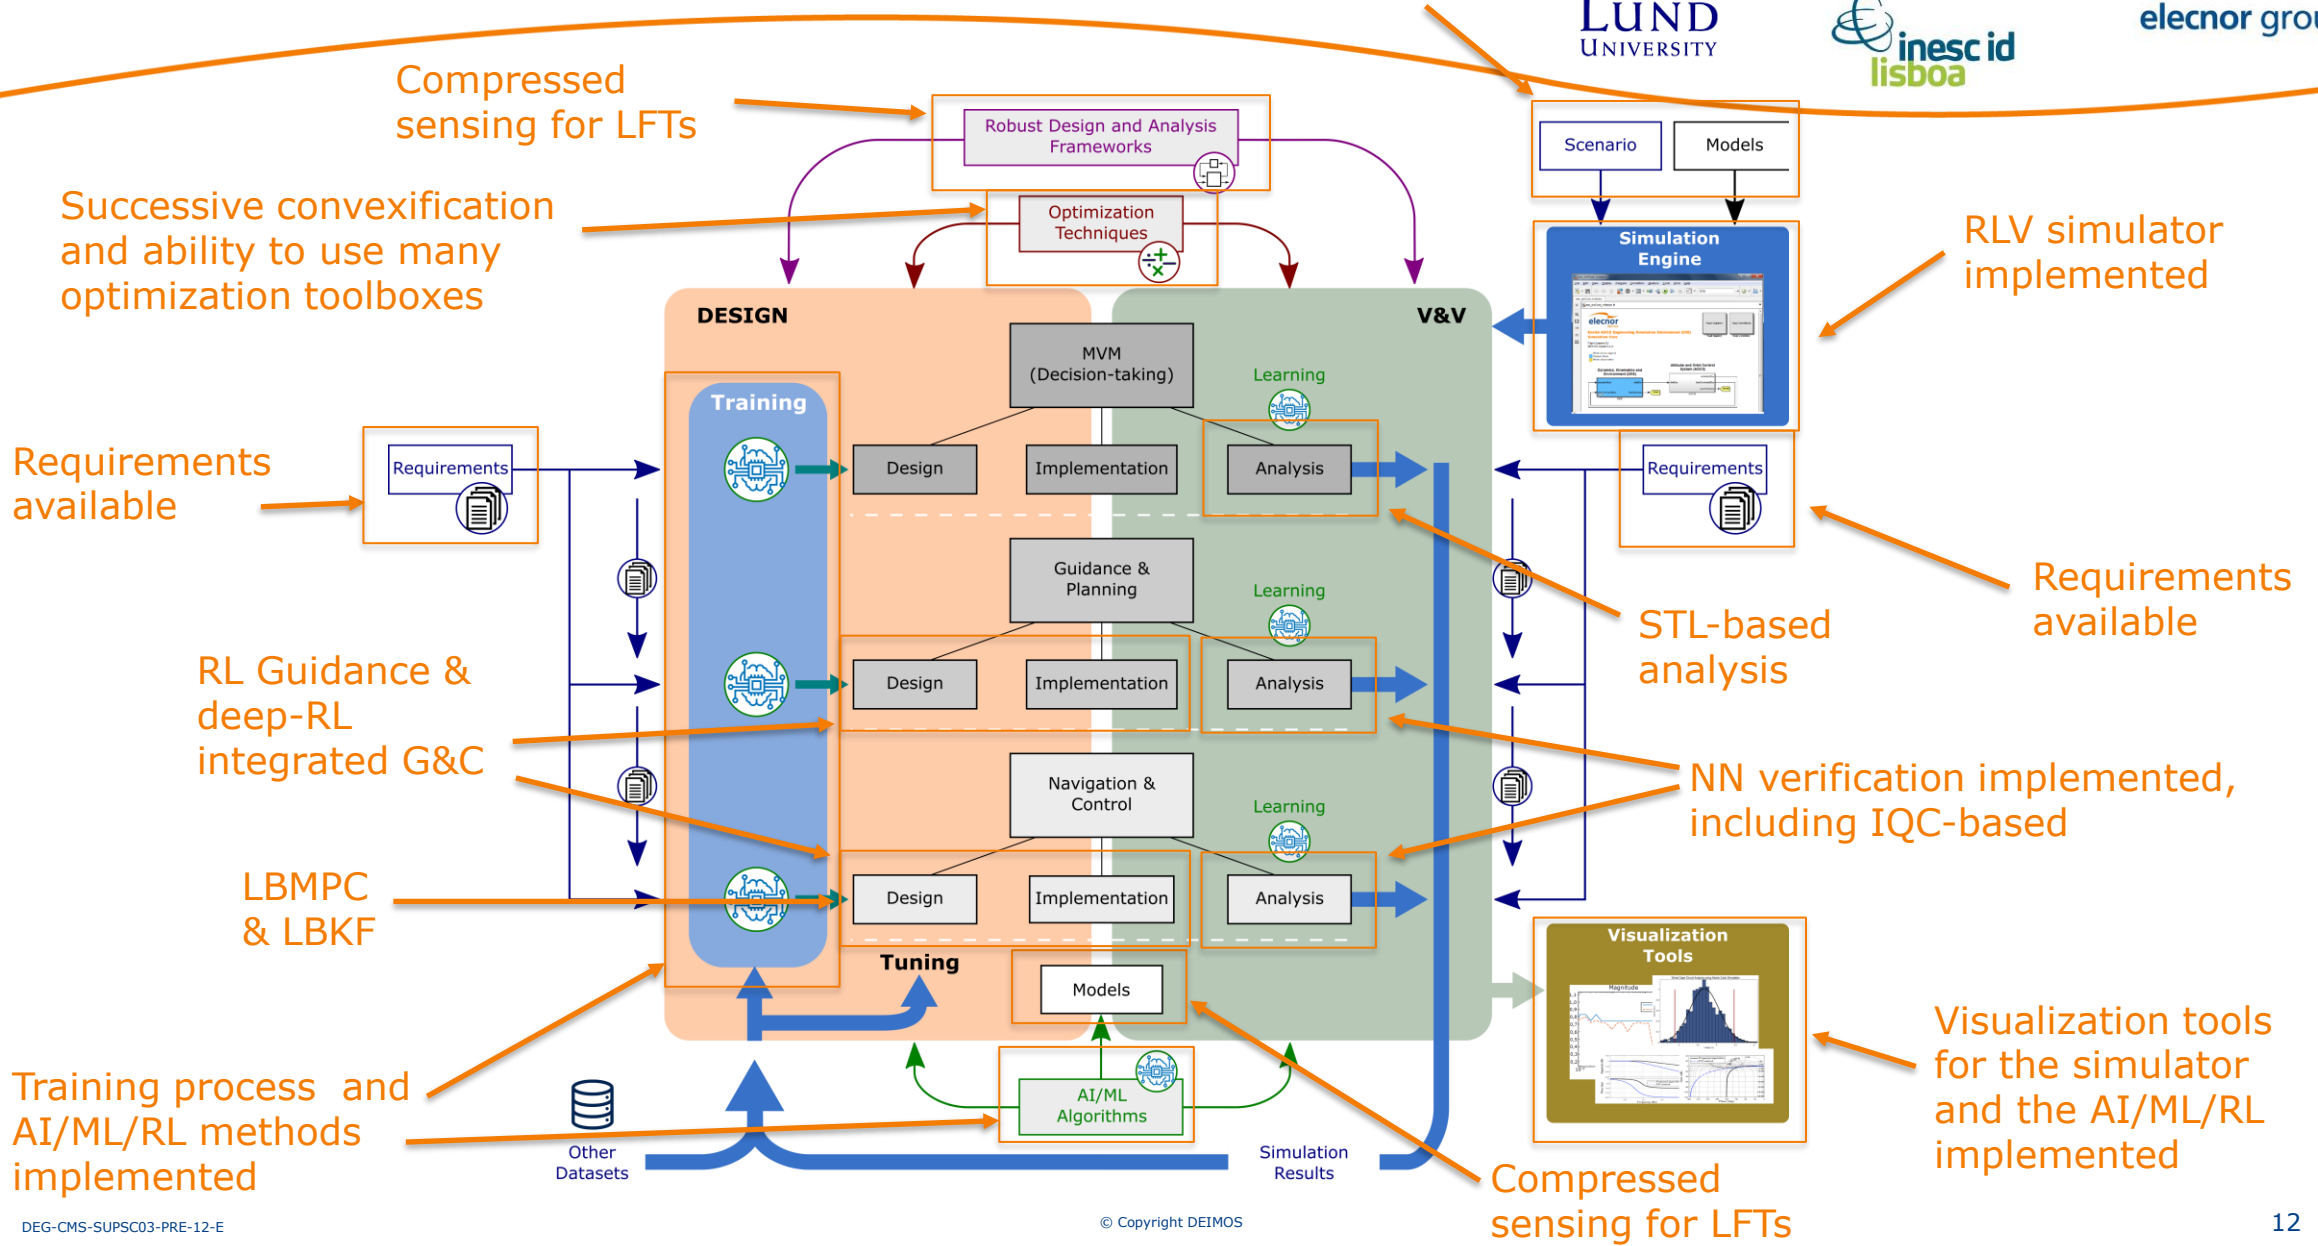 LUND
UNIVERSITY
inesc id
lisboa
elecnor
Compressed
sensing for LFTs
Robust Design and Analysis
Frameworks
Scenario
Models
Successive convexification
and ability to use many
optimization toolboxes
Optimization
Techniques
Simulation
Engine
elecnor
RLV simulator
implemented
DESIGN
V&V
MVM
(Decision-taking)
Learning
Training
Requirements
available
Requirements
Design
Implementation
Analysis
Requirements
Requirements
available
Guidance &
Planning
Learning
STL-based
analysis
RL Guidance &
deep-RL
integrated G&C
Design
Implementation
Analysis
Navigation &
Control
Learning
NN verification implemented,
including IQC-based
LBMPC
& LBKF
Design
Implementation
Analysis
Tuning
Models
Visualization
Tools
Magnitude
Visualization tools
for the simulator
and the AI/ML/RL
implemented
Training process and
AI/ML/RL methods
implemented
AI/ML
Algorithms
Other
Datasets
Simulation
Results
Compressed
sensing for LFTs
DEG-CMS-SUPSC03-PRE-12-E
© Copyright DEIMOS
12